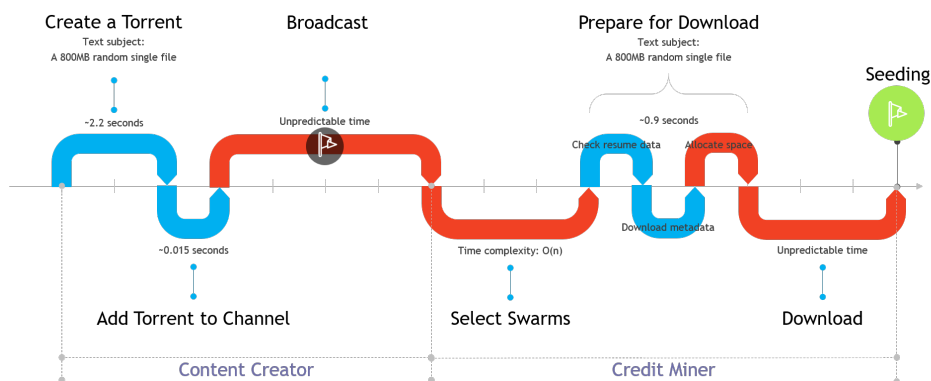 Create a Torrent
Text subject:
A 800MB random single file
~2.2 seconds
Broadcast
Unpredictable time
Prepare for Download
Text subject:
A 800MB random single file
~0.9 seconds
Check resume data
Allocate space
Download metadata
Seeding
~0.015 seconds
Add Torrent to Channel
Time complexity: O(n)
Select Swarms
Unpredictable time
Download
Content Creator
Credit Miner